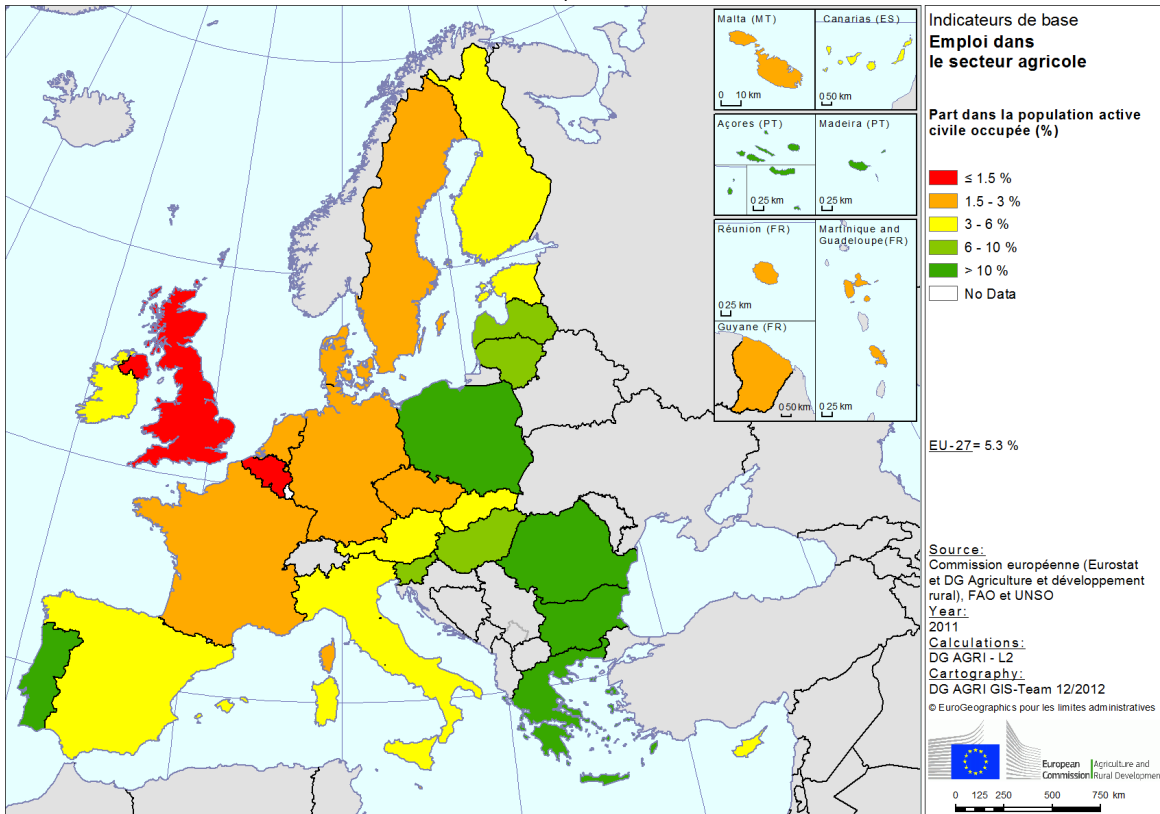 Malta (MT)
0 10 km
Canarias (ES)
0 50 km
Açores (PT)
0 25 km
Madeira (PT)
0 25 km
Réunion (FR)
0 25 km
Martinique and
Guadeloupe(FR)
0 25 km
Guyane (FR)
0 50 km
Indicateurs de base
Emploi dans
le secteur agricole
Part dans la population active
civile occupée (%)
≤ 1.5 %
1.5 - 3 %
3 - 6 %
6 - 10 %
> 10 %
No Data
EU-27= 5.3 %
Source:
Commission européenne (Eurostat
et DG Agriculture et développement
rural), FAO et UNSO
Year:
2011
Calculations:
DG AGRI - L2
Cartography:
DG AGRI GIS-Team 12/2012
© EuroGeographics pour les limites administratives
European
Commission
Agriculture and
Rural Developme
0 125 250 500 750 km